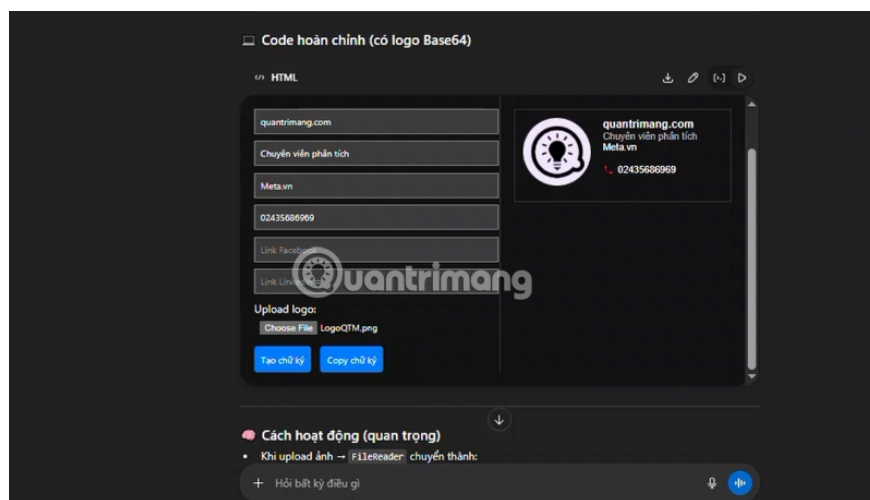 Code hoàn chỉnh (có logo Base64)
</> HTML
quantrimang.com
Chuyên viên phân tích
Meta.vn
02435686969
Link Facebook
Link Linkedin
Upload logo:
Choose File LogoQTM.png
Tạo chữ ký Copy chữ ký
quantrimang.com
Chuyên viên phân tích
Meta.vn
02435686969
Quantrimang
Cách hoạt động (quan trọng)
• Khi upload ảnh → FileReader chuyển thành:
+ Hỏi bất kỳ điều gì